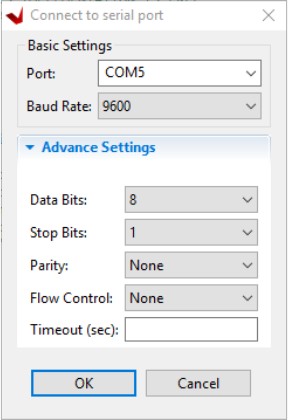 Connect to serial port
Basic Settings
Port: COM5
Baud Rate: 9600
Advance Settings
Data Bits: 8
Stop Bits: 1
Parity: None
Flow Control: None
Timeout (sec):
OK Cancel